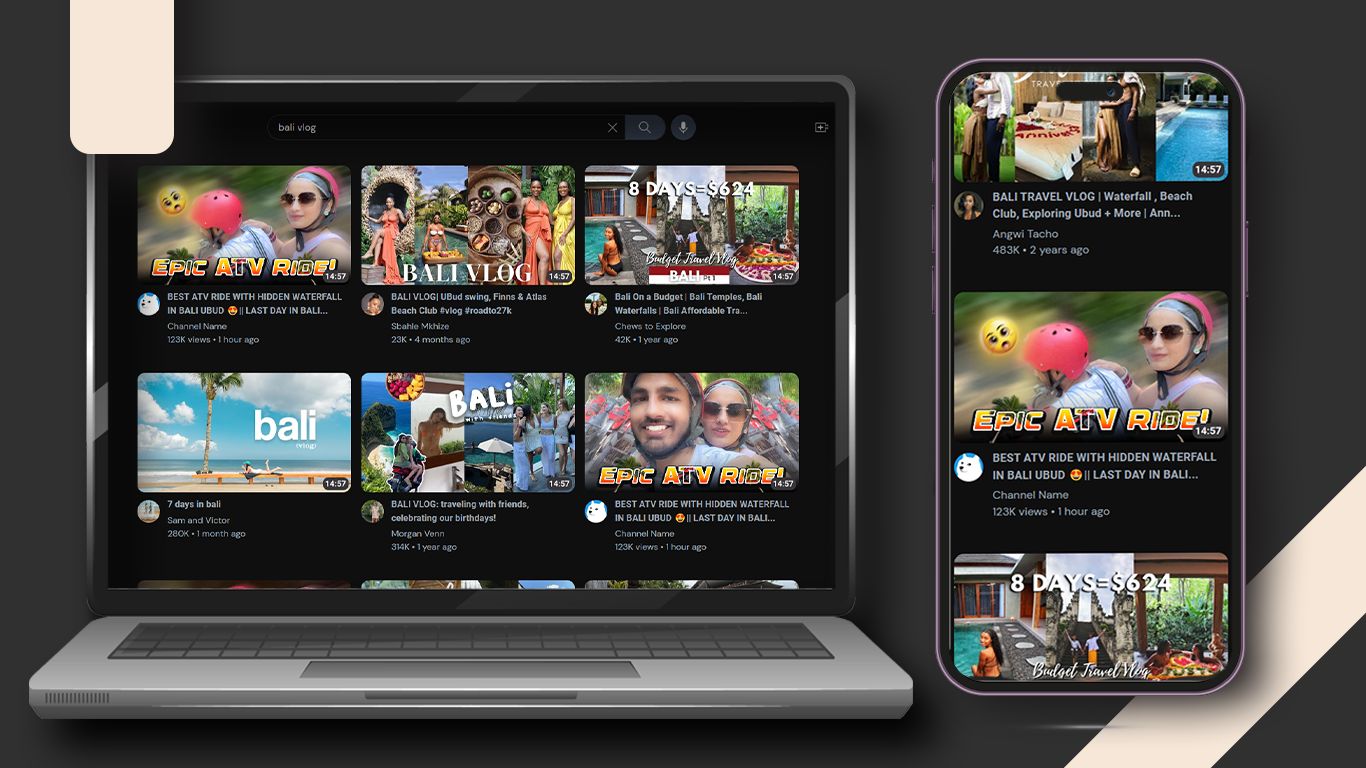 bali vlog
EPIC ATV RIDE!
14:57
BEST ATV RIDE WITH HIDDEN WATERFALL
IN BALI UBUD 🤩 || LAST DAY IN BALI...
Channel Name
123K views • 1 hour ago
BALI VLOG
14:57
BALI VLOG| UBud swing, Finns & Atlas
Beach Club #vlog #roadto27k
Sbahle Mkhize
23K • 4 months ago
8 DAYS=$624
Budget Travel Vlog
BALI Pt 1
14:57
Bali On a Budget | Bali Temples, Bali
Waterfalls | Bali Affordable Tra...
Chews to Explore
42K • 1 year ago
bali
(vlog)
14:57
7 days in bali
Sam and Victor
280K • 1 month ago
BALI
with friends
14:57
BALI VLOG: traveling with friends,
celebrating our birthdays!
Morgan Venn
314K • 1 year ago
EPIC ATV RIDE!
14:57
BEST ATV RIDE WITH HIDDEN WATERFALL
IN BALI UBUD 🤩 || LAST DAY IN BALI...
Channel Name
123K views • 1 hour ago
14:57
BALI TRAVEL VLOG | Waterfall , Beach
Club, Exploring Ubud + More | Ann...
Angwi Tacho
483K • 2 years ago
EPIC ATV RIDE!
14:57
BEST ATV RIDE WITH HIDDEN WATERFALL
IN BALI UBUD 🤩 || LAST DAY IN BALI...
Channel Name
123K views • 1 hour ago
8 DAYS=$624
Budget Travel Vlog